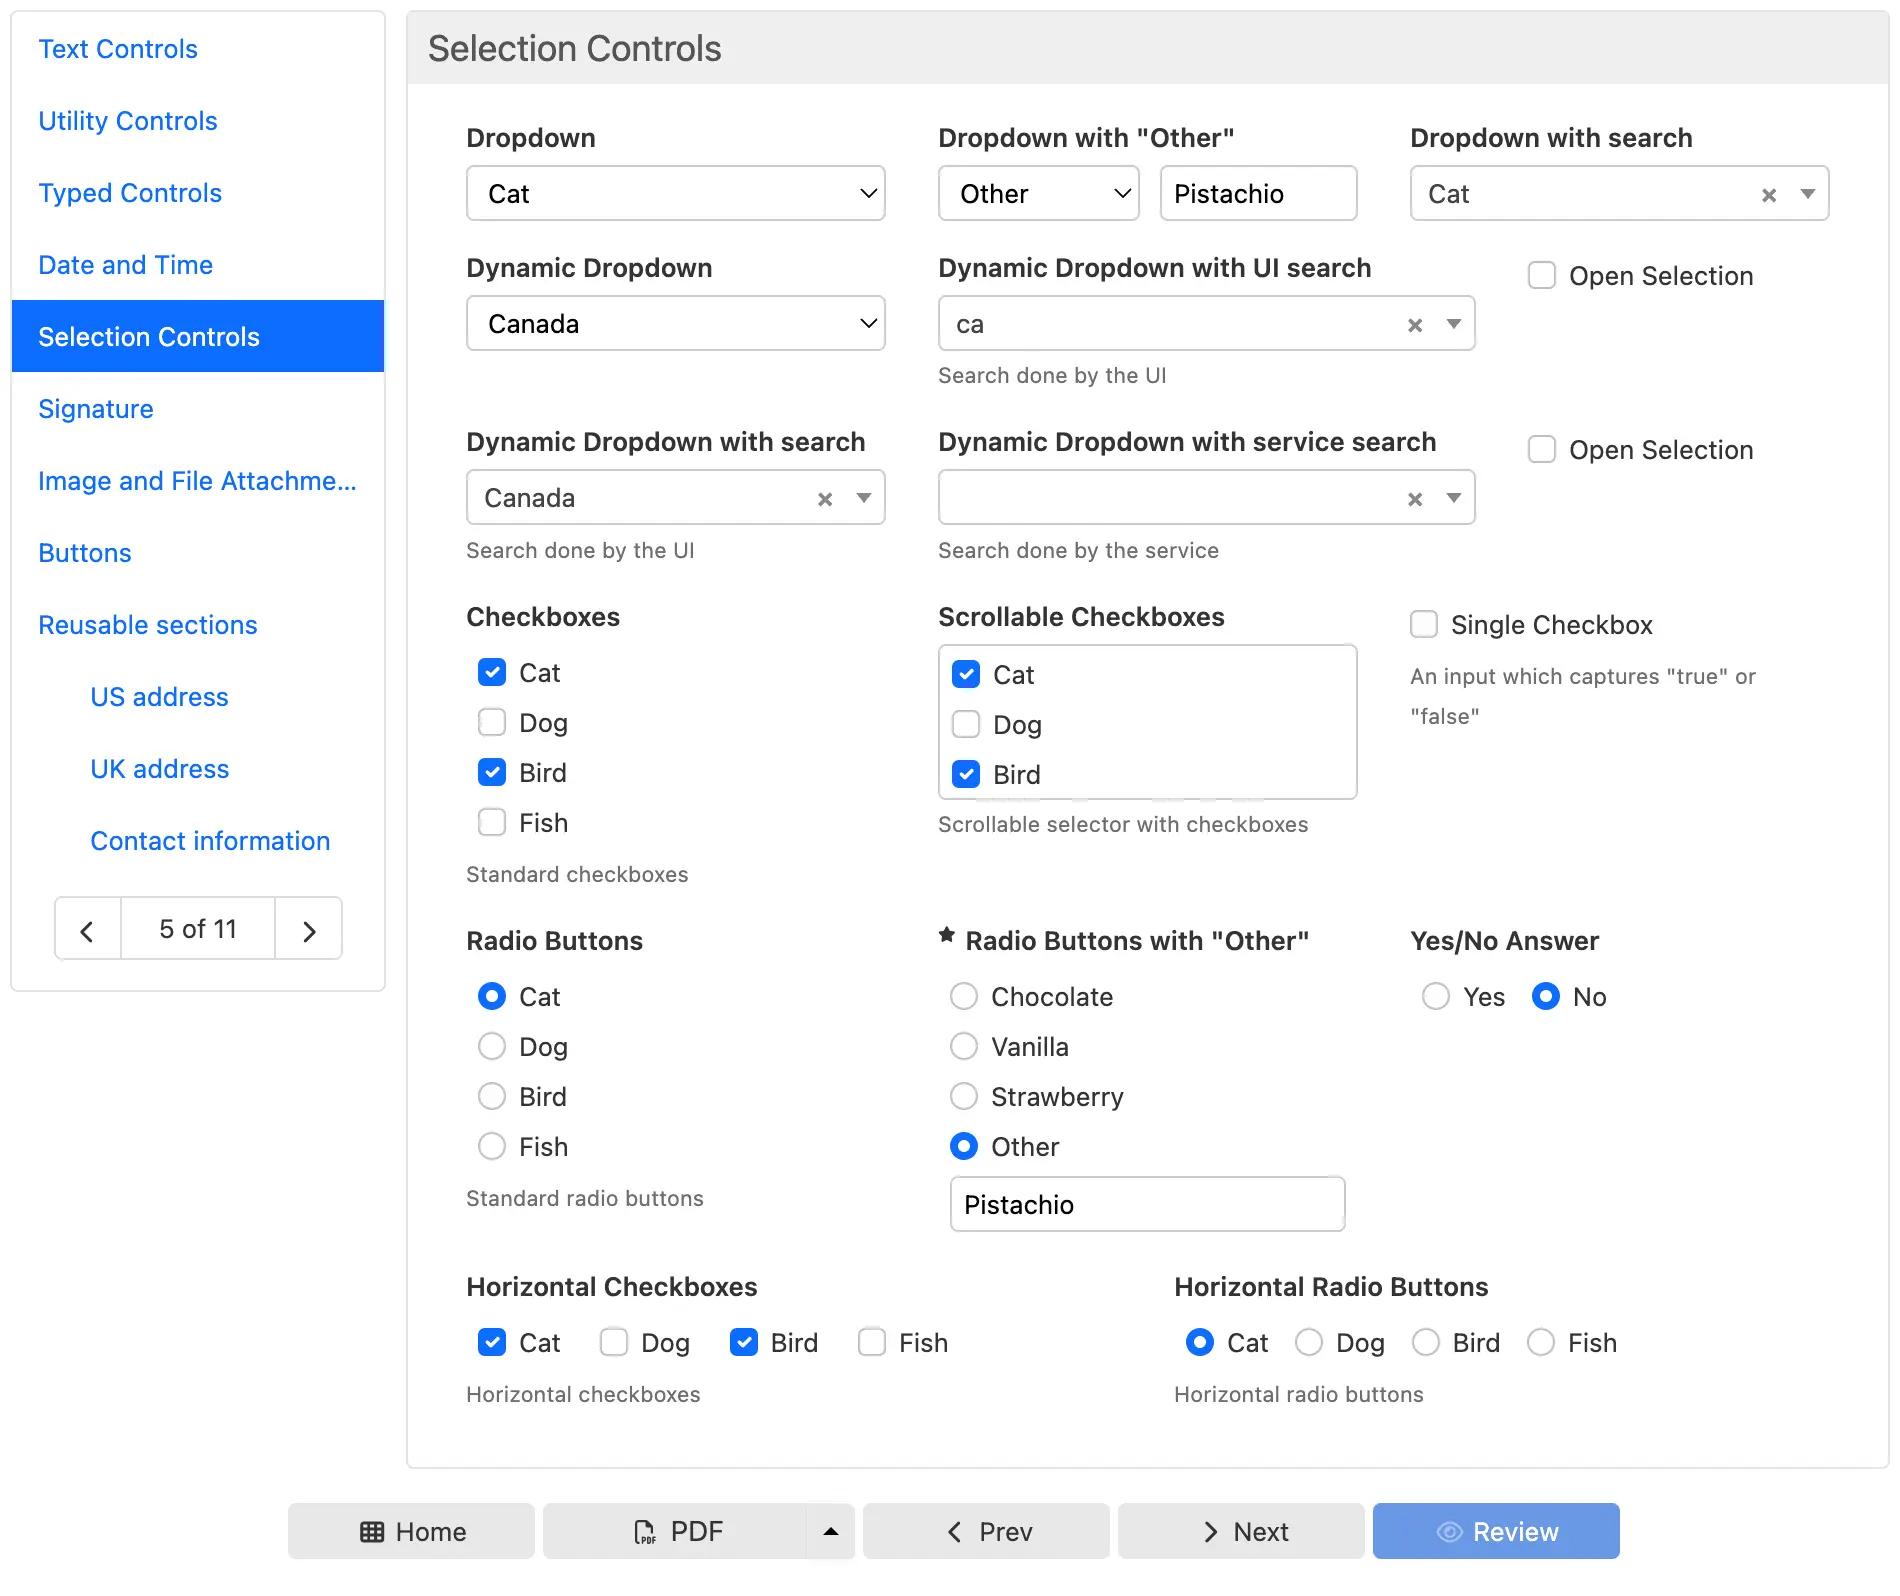 Text Controls
Utility Controls
Typed Controls
Date and Time
Selection Controls
Signature
Image and File Attachme...
Buttons
Reusable sections
US address
UK address
Contact information
5 of 11
Selection Controls
Dropdown
Cat
Dropdown with "Other"
Other
Pistachio
Dropdown with search
Cat
Dynamic Dropdown
Canada
Dynamic Dropdown with UI search
ca
Search done by the UI
Open Selection
Dynamic Dropdown with search
Canada
Search done by the UI
Dynamic Dropdown with service search
Search done by the service
Open Selection
Checkboxes
Cat
Dog
Bird
Fish
Standard checkboxes
Scrollable Checkboxes
Cat
Dog
Bird
Scrollable selector with checkboxes
Single Checkbox
An input which captures "true" or
"false"
Radio Buttons
Cat
Dog
Bird
Fish
Standard radio buttons
Radio Buttons with "Other"
Chocolate
Vanilla
Strawberry
Other
Pistachio
Yes/No Answer
Yes No
Horizontal Checkboxes
Cat Dog Bird Fish
Horizontal checkboxes
Horizontal Radio Buttons
Cat Dog Bird Fish
Horizontal radio buttons
Home
PDF
Prev
Next
Review